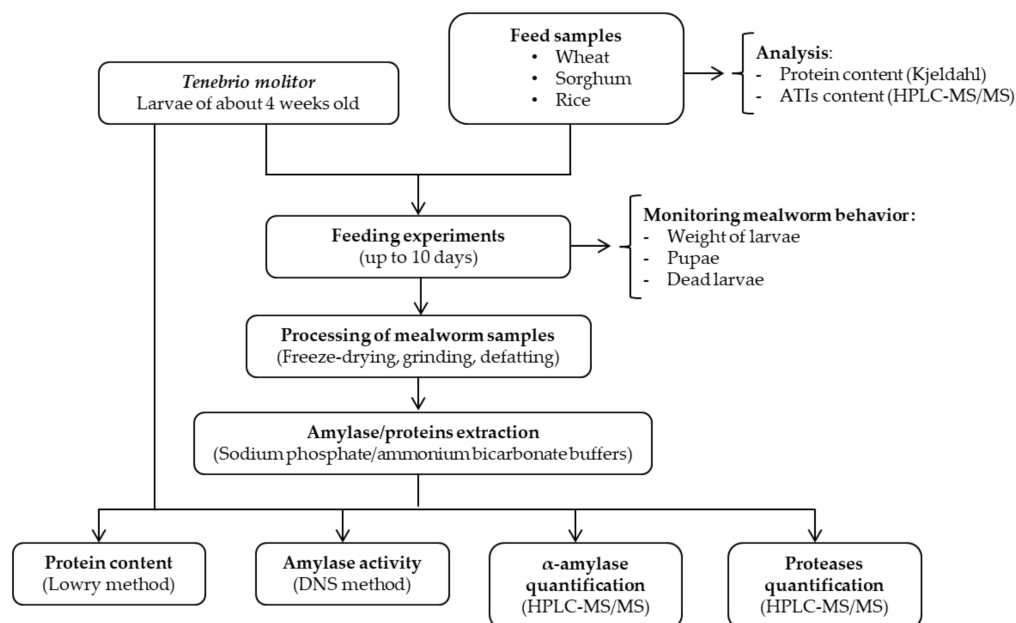 Feed samples
• Wheat
• Sorghum
• Rice
Analysis:
- Protein content (Kjeldahl)
- ATIs content (HPLC-MS/MS)
Tenebrio molitor
Larvae of about 4 weeks old
Feeding experiments
(up to 10 days)
Monitoring mealworm behavior:
- Weight of larvae
- Pupae
- Dead larvae
Processing of mealworm samples
(Freeze-drying, grinding, defatting)
Amylase/proteins extraction
(Sodium phosphate/ammonium bicarbonate buffers)
Protein content
(Lowry method)
Amylase activity
(DNS method)
α-amylase
quantification
(HPLC-MS/MS)
Proteases
quantification
(HPLC-MS/MS)